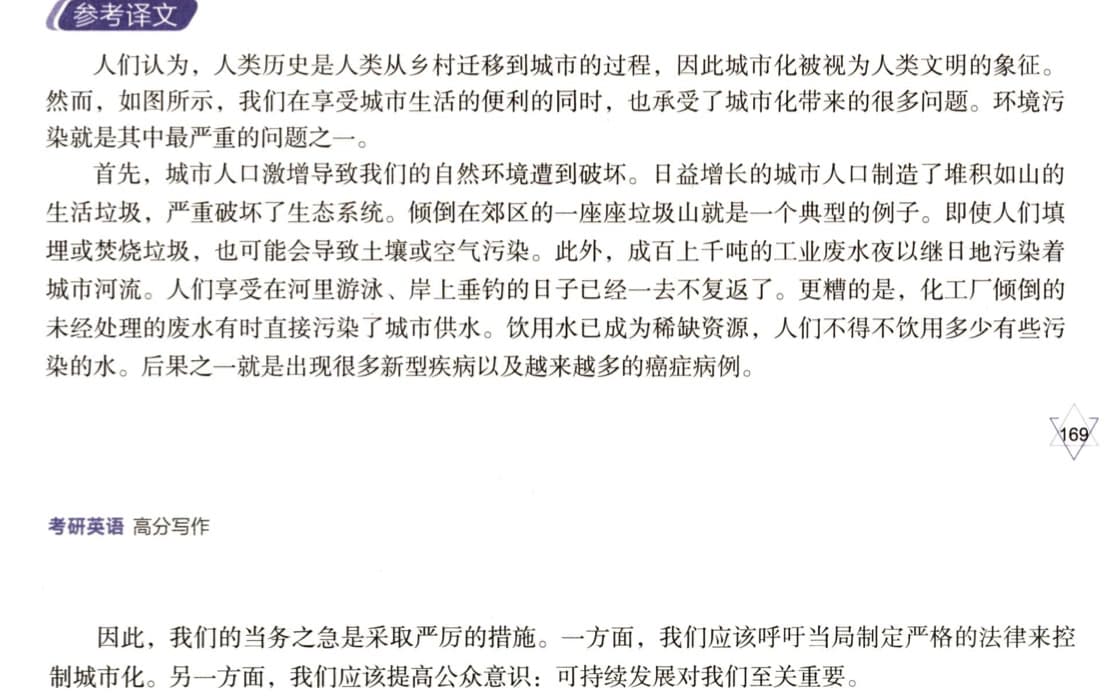 参考译文
人们认为，人类历史是人类从乡村迁移到城市的过程，因此城市化被视为人类文明的象征。
然而，如图所示，我们在享受城市生活的便利的同时，也承受了城市化带来的很多问题。环境污
染就是其中最严重的问题之一。
首先，城市人口激增导致我们的自然环境遭到破坏。日益增长的城市人口制造了堆积如山的
生活垃圾，严重破坏了生态系统。倾倒在郊区的一座座垃圾山就是一个典型的例子。即使人们填
埋或焚烧垃圾，也可能会导致土壤或空气污染。此外，成百上千吨的工业废水夜以继日地污染着
城市河流。人们享受在河里游泳、岸上垂钓的日子已经一去不复返了。更糟的是，化工厂倾倒的
未经处理的废水有时直接污染了城市供水。饮用水已成为稀缺资源，人们不得不饮用多少有些污
染的水。后果之一就是出现很多新型疾病以及越来越多的癌症病例。
169
考研英语 高分写作
因此，我们的当务之急是采取严厉的措施。一方面，我们应该呼吁当局制定严格的法律来控
制城市化。另一方面，我们应该提高公众意识：可持续发展对我们至关重要。